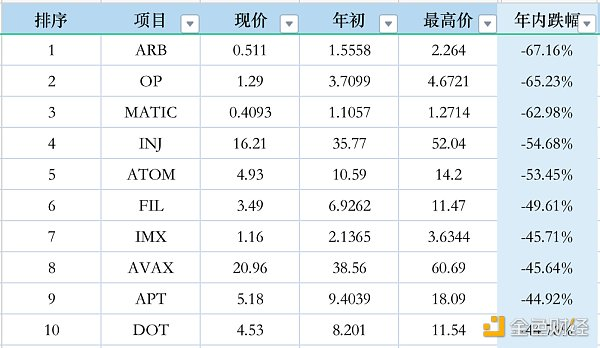 排序 项目 现价 年初 最高价 年内跌幅
1 ARB 0.511 1.5558 2.264 -67.16%
2 OP 1.29 3.7099 4.6721 -65.23%
3 MATIC 0.4093 1.1057 1.2714 -62.98%
4 INJ 16.21 35.77 52.04 -54.68%
5 ATOM 4.93 10.59 14.2 -53.45%
6 FIL 3.49 6.9262 11.47 -49.61%
7 IMX 1.16 2.1365 3.6344 -45.71%
8 AVAX 20.96 38.56 60.69 -45.64%
9 APT 5.18 9.4039 18.09 -44.92%
10 DOT 4.53 8.201 11.54
金色财经